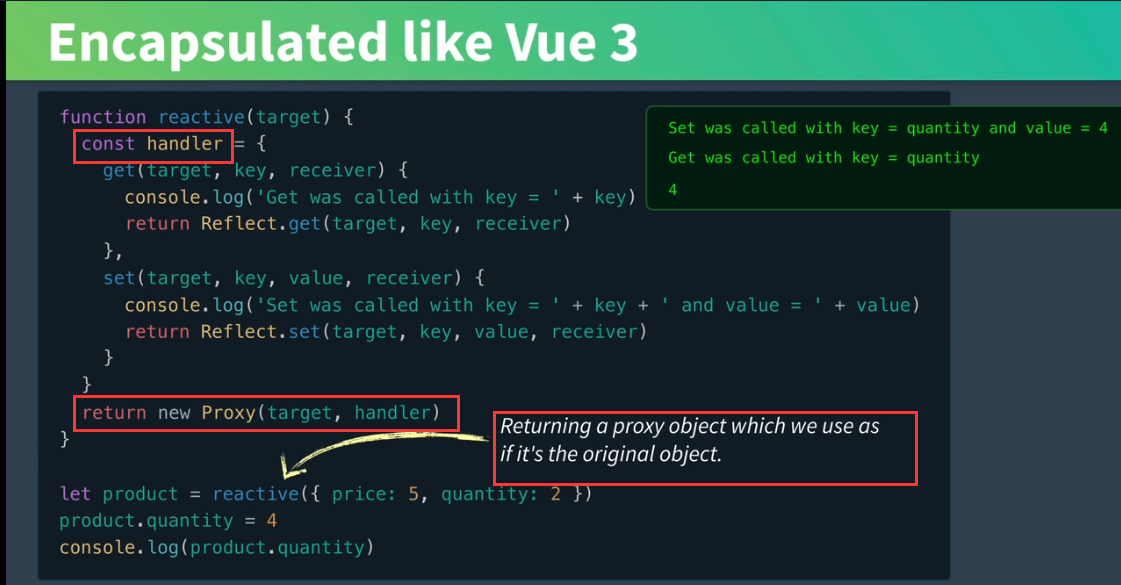 Encapsulated like Vue 3
function reactive(target) {
const handler = {
get(target, key, receiver) {
console.log('Get was called with key = ' + key)
return Reflect.get(target, key, receiver)
},
set(target, key, value, receiver) {
console.log('Set was called with key = ' + key + ' and value = ' + value)
return Reflect.set(target, key, value, receiver)
}
}
return new Proxy(target, handler)
}
let product = reactive({ price: 5, quantity: 2 })
product.quantity = 4
console.log(product.quantity)
Set was called with key = quantity and value = 4
Get was called with key = quantity
4
Returning a proxy object which we use as
if it's the original object.